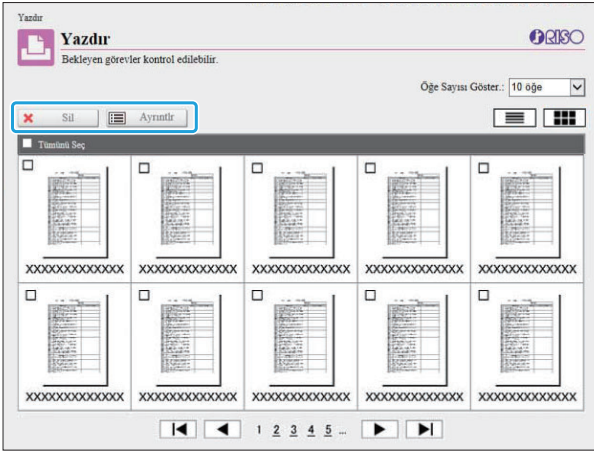 Yazdır
Yazdır
RISO
Bekleyen görevler kontrol edilebilir.
Öğe Sayısı Göster.: 10 öğe
Sil Ayrıntlr
Tümünü Seç
XXXXXXXXXXXXX XXXXXXXXXXXXX XXXXXXXXXXXXX XXXXXXXXXXXXX XXXXXXXXXXXXX
XXXXXXXXXXXXX XXXXXXXXXXXXX XXXXXXXXXXXXX XXXXXXXXXXXXX XXXXXXXXXXXXX
1 2 3 4 5 ...